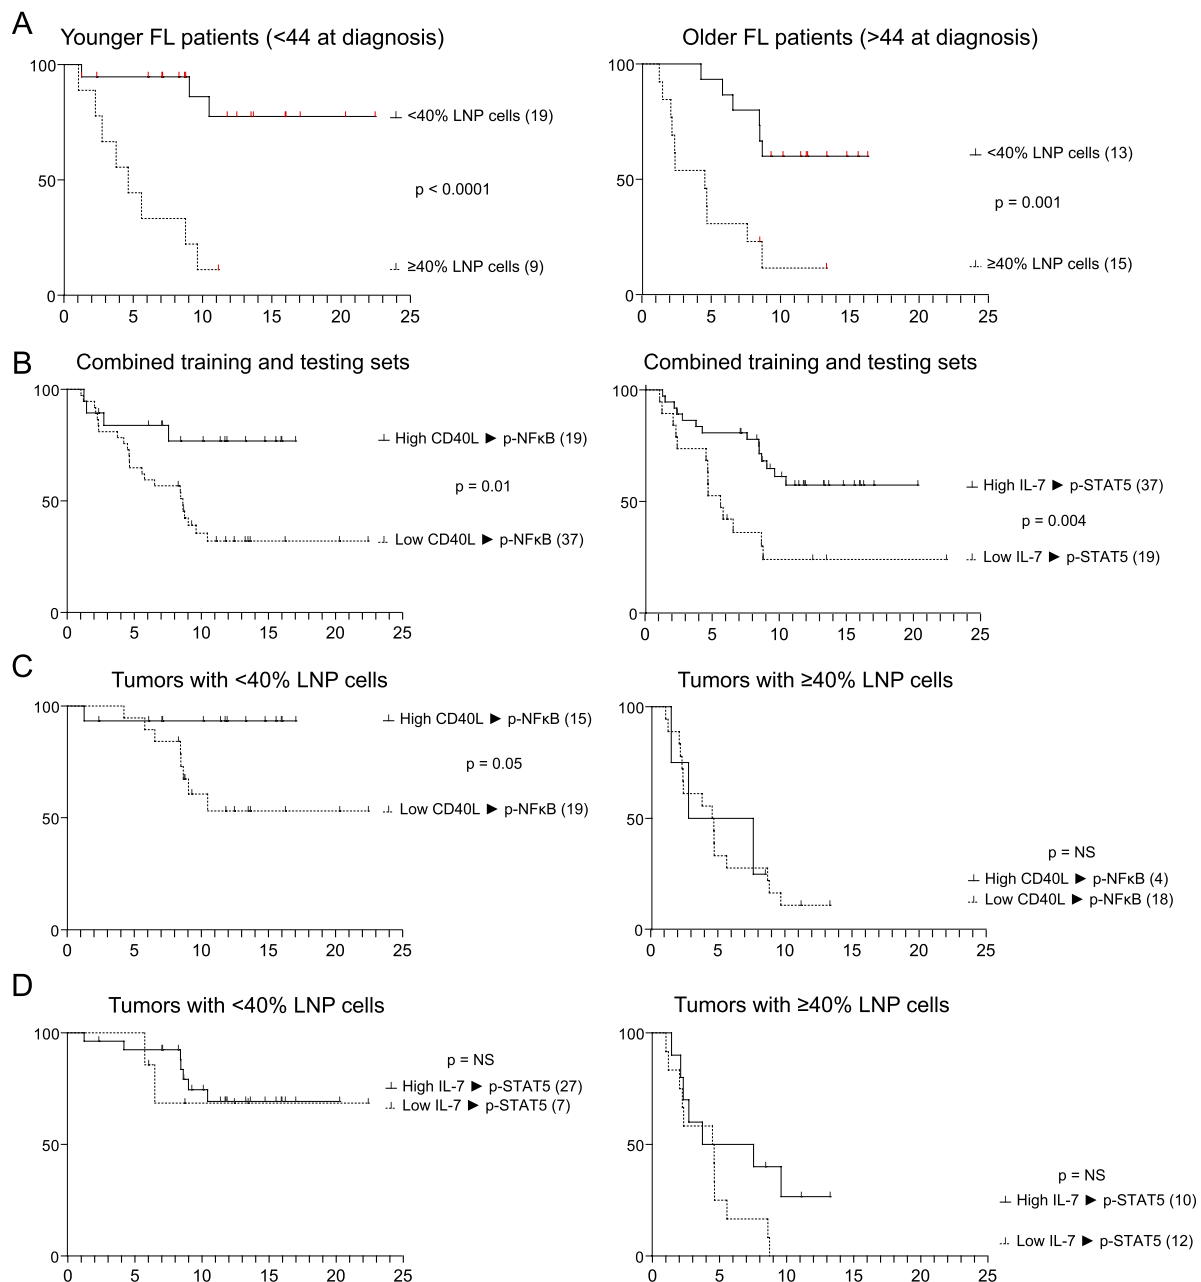 A
Younger FL patients (<44 at diagnosis)
100
50
0
0 5 10 15 20 25
<40% LNP cells (19)
p < 0.0001
≥40% LNP cells (9)
Older FL patients (>44 at diagnosis)
100
50
0
0 5 10 15 20 25
<40% LNP cells (13)
p = 0.001
≥40% LNP cells (15)
B
Combined training and testing sets
100
50
0
0 5 10 15 20 25
High CD40L ► p-NFκB (19)
p = 0.01
Low CD40L ► p-NFκB (37)
Combined training and testing sets
100
50
0
0 5 10 15 20 25
High IL-7 ► p-STAT5 (37)
p = 0.004
Low IL-7 ► p-STAT5 (19)
C
Tumors with <40% LNP cells
100
50
0
0 5 10 15 20 25
High CD40L ► p-NFκB (15)
p = 0.05
Low CD40L ► p-NFκB (19)
Tumors with ≥40% LNP cells
100
50
0
0 5 10 15 20 25
p = NS
High CD40L ► p-NFκB (4)
Low CD40L ► p-NFκB (18)
D
Tumors with <40% LNP cells
100
50
0
0 5 10 15 20 25
p = NS
High IL-7 ► p-STAT5 (27)
Low IL-7 ► p-STAT5 (7)
Tumors with ≥40% LNP cells
100
50
0
0 5 10 15 20 25
p = NS
High IL-7 ► p-STAT5 (10)
Low IL-7 ► p-STAT5 (12)